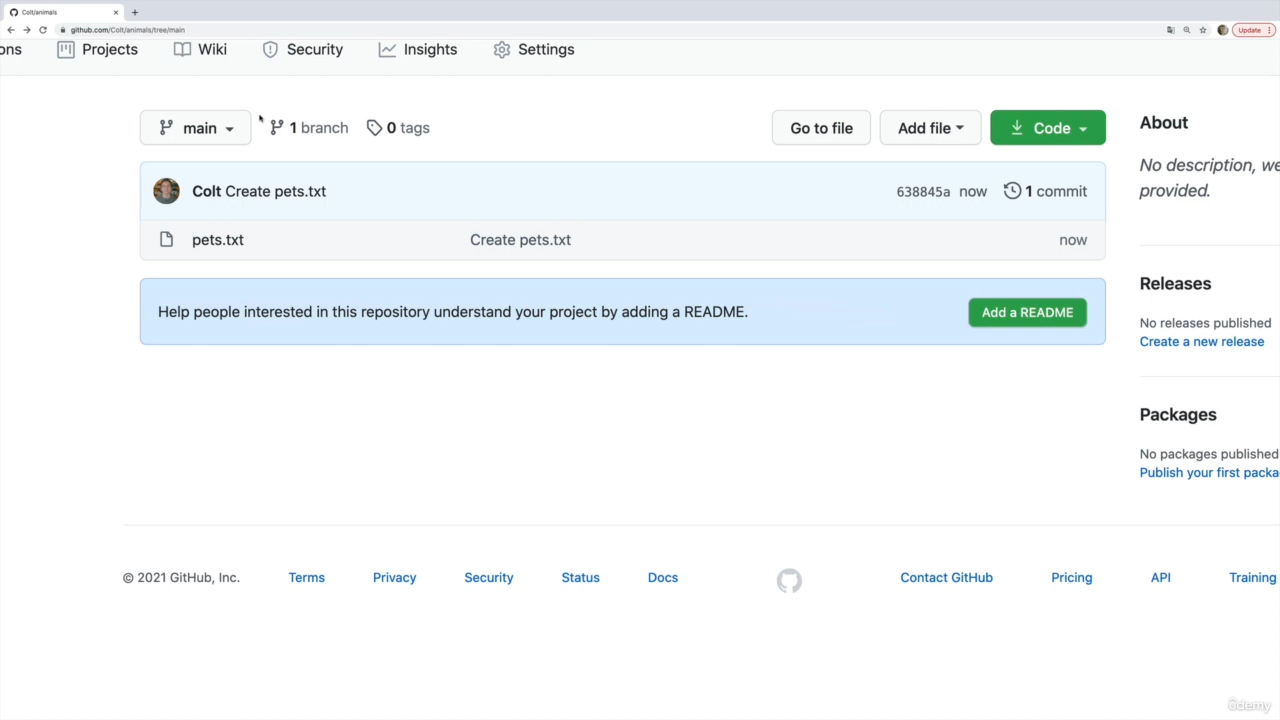 Colt/animals
github.com/Colt/animals/tree/main
Update
ons
Projects
Wiki
Security
Insights
Settings
main
1 branch
0 tags
Go to file
Add file
Code
About
Colt Create pets.txt
638845a now
1 commit
No description, we
provided.
pets.txt
Create pets.txt
now
Help people interested in this repository understand your project by adding a README.
Add a README
Releases
No releases published
Create a new release
Packages
No packages published
Publish your first packa
© 2021 GitHub, Inc.
Terms
Privacy
Security
Status
Docs
Contact GitHub
Pricing
API
Training
ûdemy